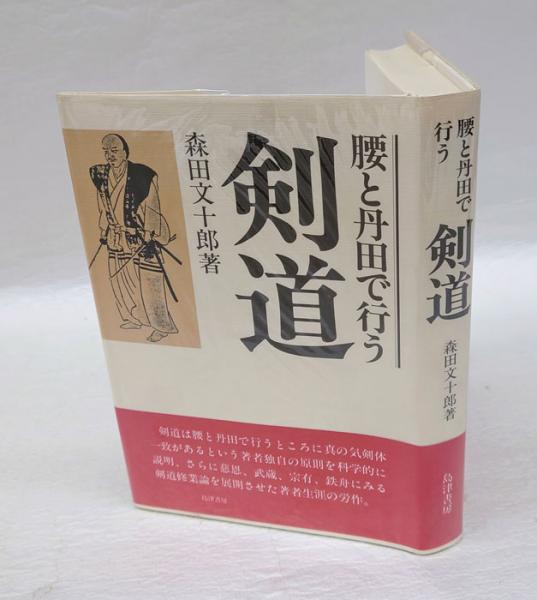 腰と丹田で行う
剣道
森田文十郎著
剣道は腰と丹田で行うところに真の気剣体
一致があるという著者独自の原則を科学的に
説明、さらに慈恩、武蔵、宗有、鉄舟にみる
剣道修業論を展開させた著者生涯の労作。
島津書房
腰と丹田で
行う
剣道
森田文十郎著
島津書房